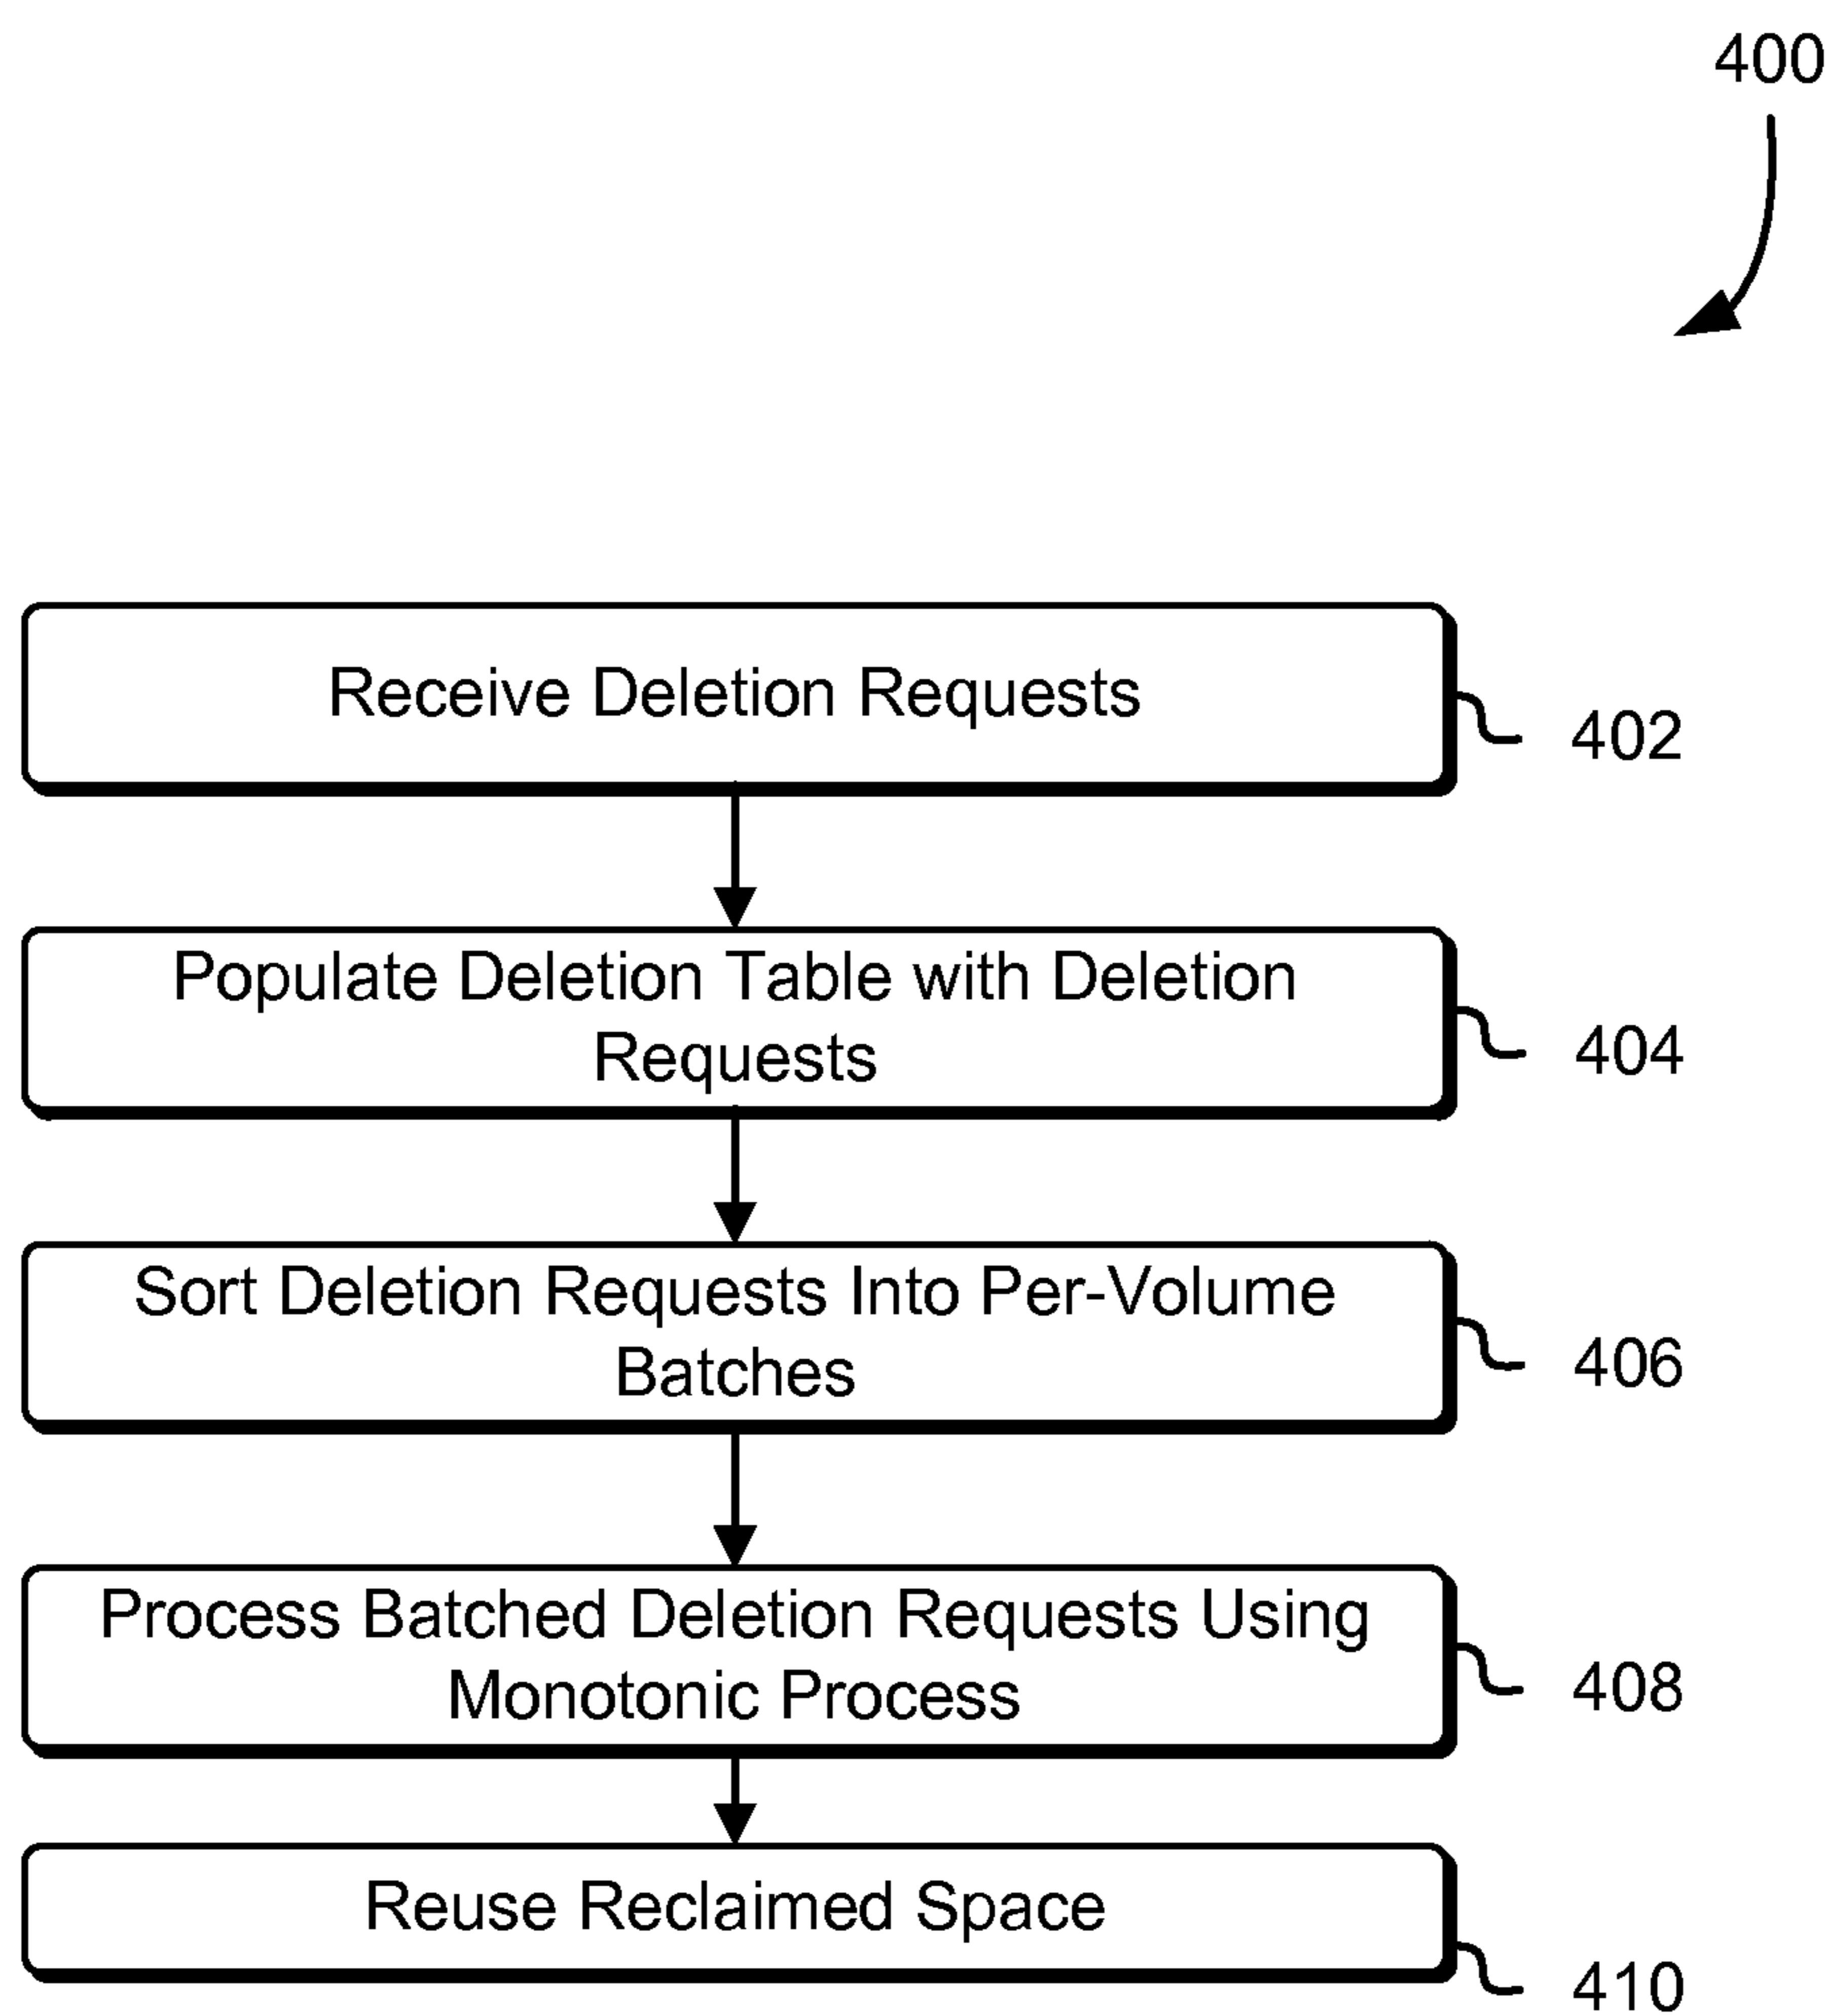 400
Receive Deletion Requests
402
Populate Deletion Table with Deletion
Requests
404
Sort Deletion Requests Into Per-Volume
Batches
406
Process Batched Deletion Requests Using
Monotonic Process
408
Reuse Reclaimed Space
410